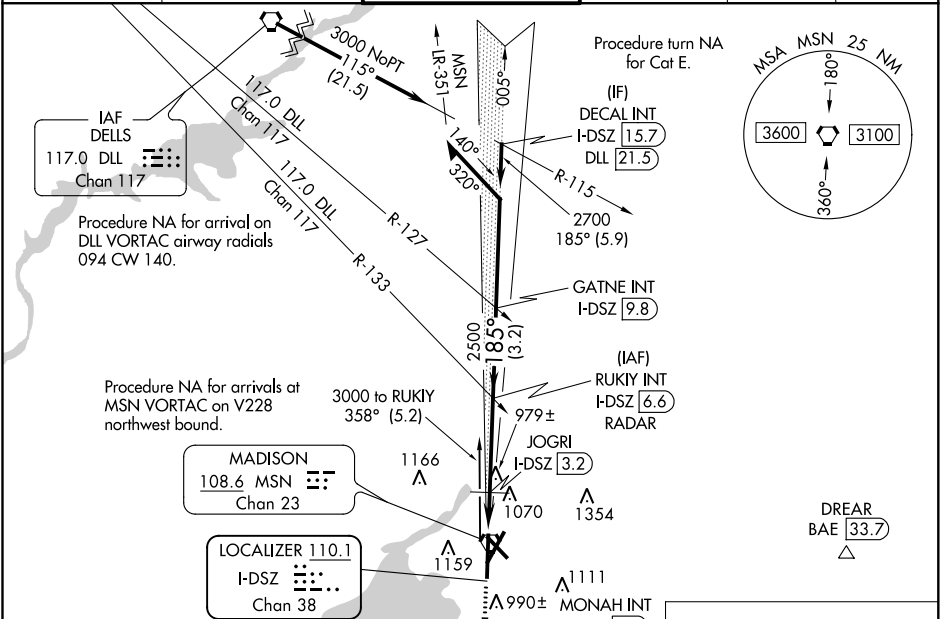 3000 NoPT
115°
(21.5)
MSN
LR-351
005°
Procedure turn NA
for Cat E.
MSA MSN 25 NM
180°
3600
3100
360°
(IF)
DECAL INT
I-DSZ 15.7
DLL 21.5
IAF
DELLS
117.0 DLL
Chan 117
17.0 DLL
Chan 117
117.0 DLL
Chan 117
140°
320°
R-115
2700
185° (5.9)
Procedure NA for arrival on
DLL VORTAC airway radials
094 CW 140.
R-127
R-133
GATNE INT
I-DSZ 9.8
2500
185°
(3.2)
(IAF)
RUKIY INT
I-DSZ 6.6
RADAR
Procedure NA for arrivals at
MSN VORTAC on V228
northwest bound.
3000 to RUKIY
358° (5.2)
979±
JOGRI
I-DSZ 3.2
1166
1070
1354
MADISON
108.6 MSN
Chan 23
DREAR
BAE 33.7
LOCALIZER 110.1
I-DSZ
Chan 38
1159
1111
990±
MONAH INT